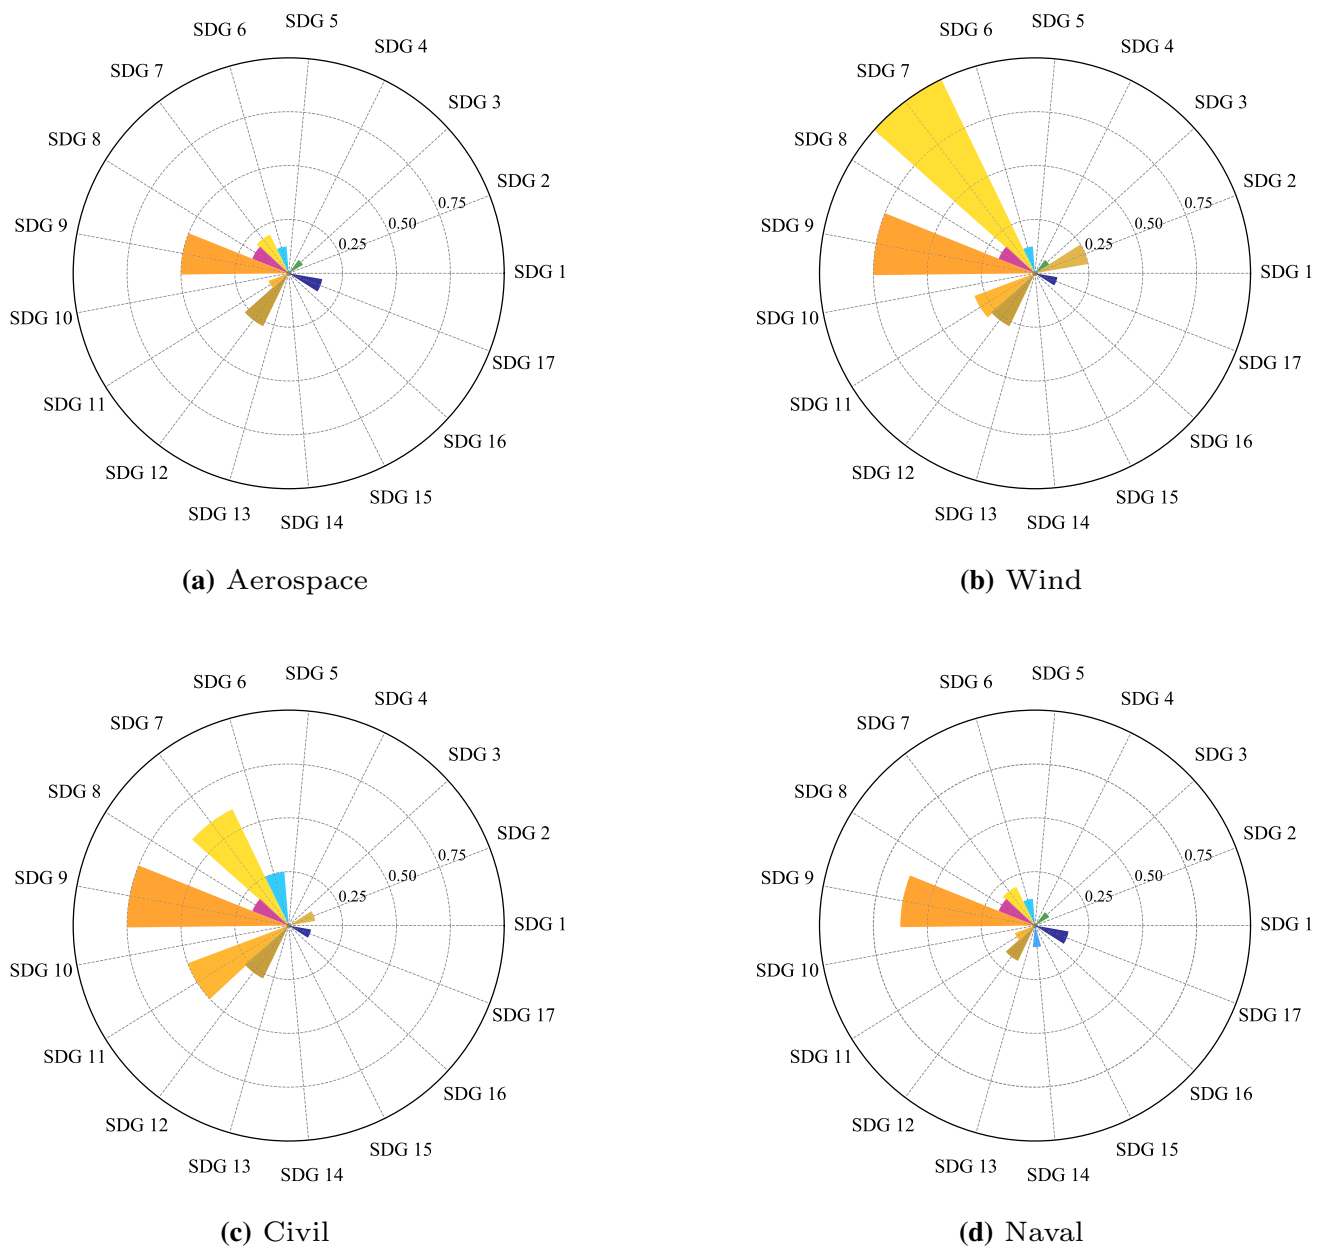 SDG 5
SDG 6
SDG 4
SDG 7
SDG 3
SDG 8
SDG 2
0.75
SDG 9
0.50
0.25
SDG 1
SDG 10
SDG 17
SDG 11
SDG 16
SDG 12
SDG 15
SDG 13
SDG 14
(a) Aerospace
SDG 5
SDG 6
SDG 4
SDG 7
SDG 3
SDG 8
SDG 2
0.75
SDG 9
0.50
0.25
SDG 1
SDG 10
SDG 17
SDG 11
SDG 16
SDG 12
SDG 15
SDG 13
SDG 14
(b) Wind
SDG 5
SDG 6
SDG 4
SDG 7
SDG 3
SDG 8
SDG 2
0.75
SDG 9
0.50
0.25
SDG 1
SDG 10
SDG 17
SDG 11
SDG 16
SDG 12
SDG 15
SDG 13
SDG 14
(c) Civil
SDG 5
SDG 6
SDG 4
SDG 7
SDG 3
SDG 8
SDG 2
0.75
SDG 9
0.50
0.25
SDG 1
SDG 10
SDG 17
SDG 11
SDG 16
SDG 12
SDG 15
SDG 13
SDG 14
(d) Naval